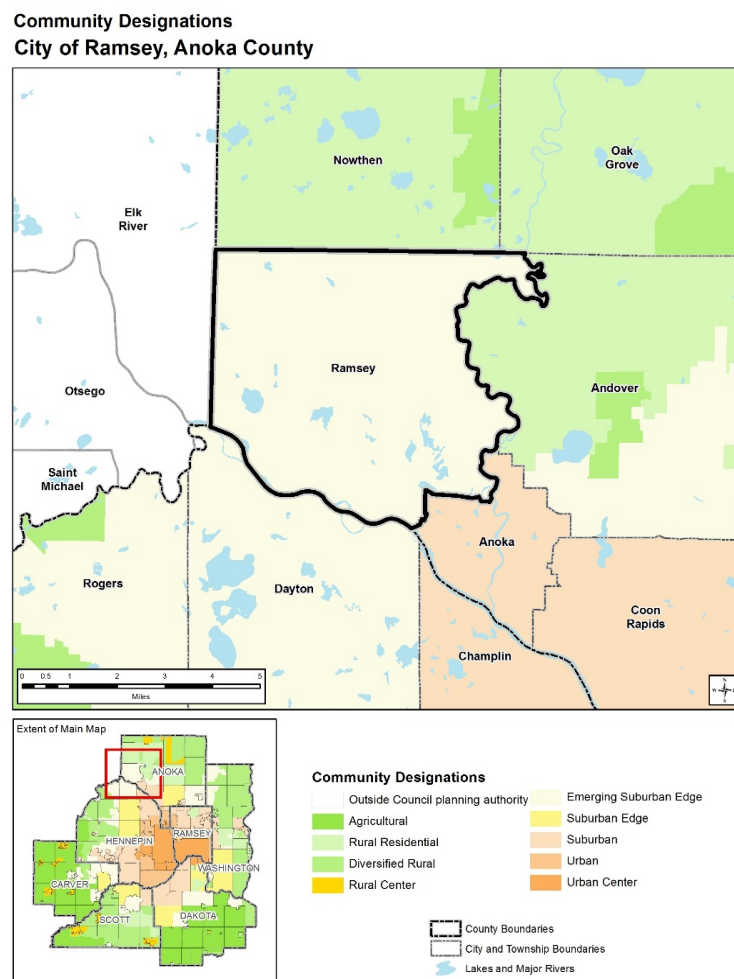 Community Designations
City of Ramsey, Anoka County
Nowthen
Oak
Grove
Elk
River
Ramsey
Otsego
Andover
Saint
Michael
Anoka
Rogers
Dayton
Coon
Rapids
Champlin
0 0.5 1 2 3 4 5
Miles
N
W E
S
Extent of Main Map
ANOKA
HENNEPIN
RAMSEY
WASHINGTON
CARVER
SCOTT
DAKOTA
Community Designations
Outside Council planning authority
Agricultural
Rural Residential
Diversified Rural
Rural Center
Emerging Suburban Edge
Suburban Edge
Suburban
Urban
Urban Center
County Boundaries
City and Township Boundaries
Lakes and Major Rivers